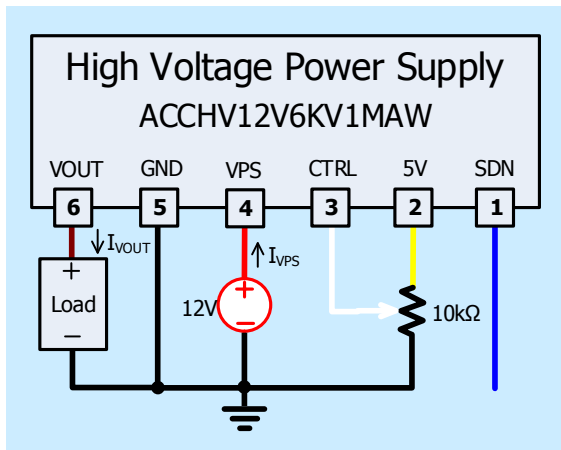 High Voltage Power Supply
ACCHV12V6KV1MAW
VOUT GND VPS CTRL 5V SDN
6 5 4 3 2 1
IVOUT IVPS
+ +
Load 12V 10kΩ
− −